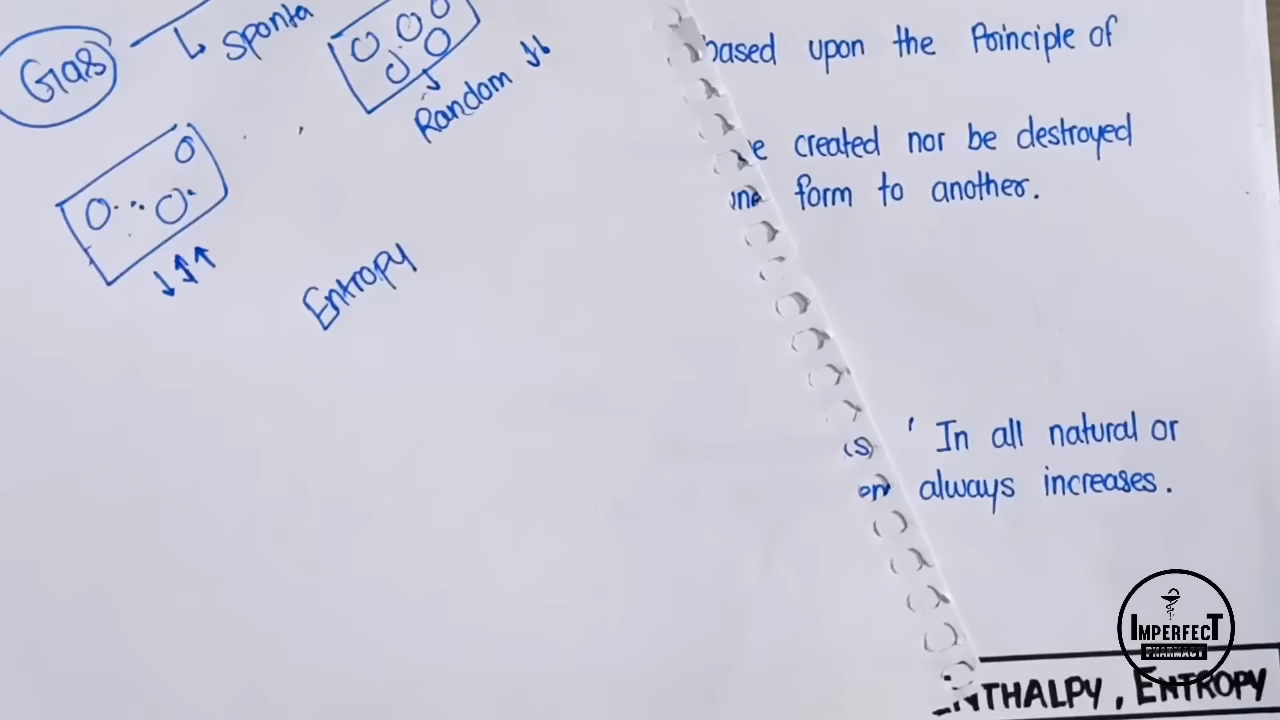 Gas
Sponta
Random
Entropy
based upon the Principle of
created nor be destroyed
form to another.
(S) ' In all natural or
always increases.
ENTHALPY, ENTROPY
IMPERFECT
PHARMACY